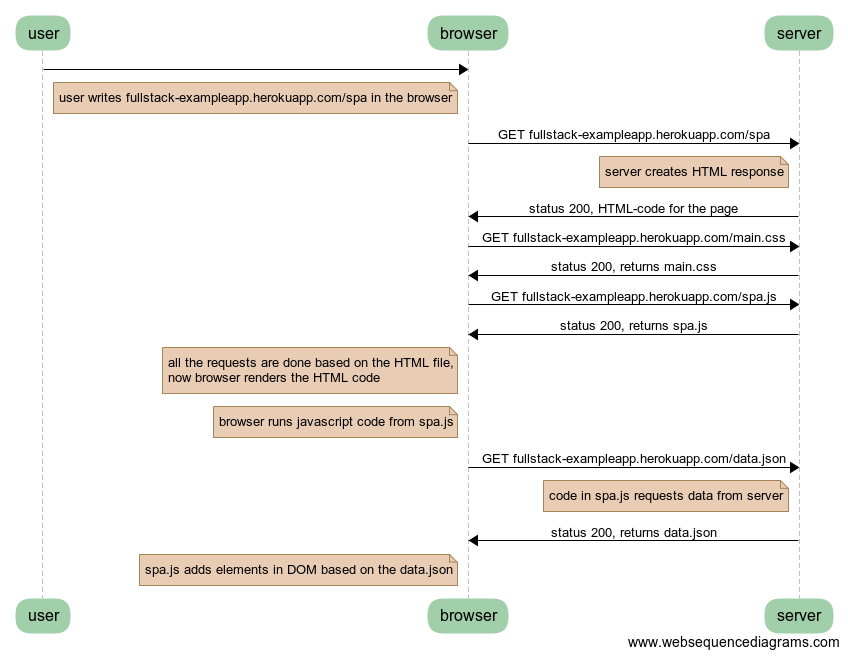 user browser server
user writes fullstack-exampleapp.herokuapp.com/spa in the browser
GET fullstack-exampleapp.herokuapp.com/spa
server creates HTML response
status 200, HTML-code for the page
GET fullstack-exampleapp.herokuapp.com/main.css
status 200, returns main.css
GET fullstack-exampleapp.herokuapp.com/spa.js
status 200, returns spa.js
all the requests are done based on the HTML file,
now browser renders the HTML code
browser runs javascript code from spa.js
GET fullstack-exampleapp.herokuapp.com/data.json
code in spa.js requests data from server
status 200, returns data.json
spa.js adds elements in DOM based on the data.json
user browser server
www.websequencediagrams.com